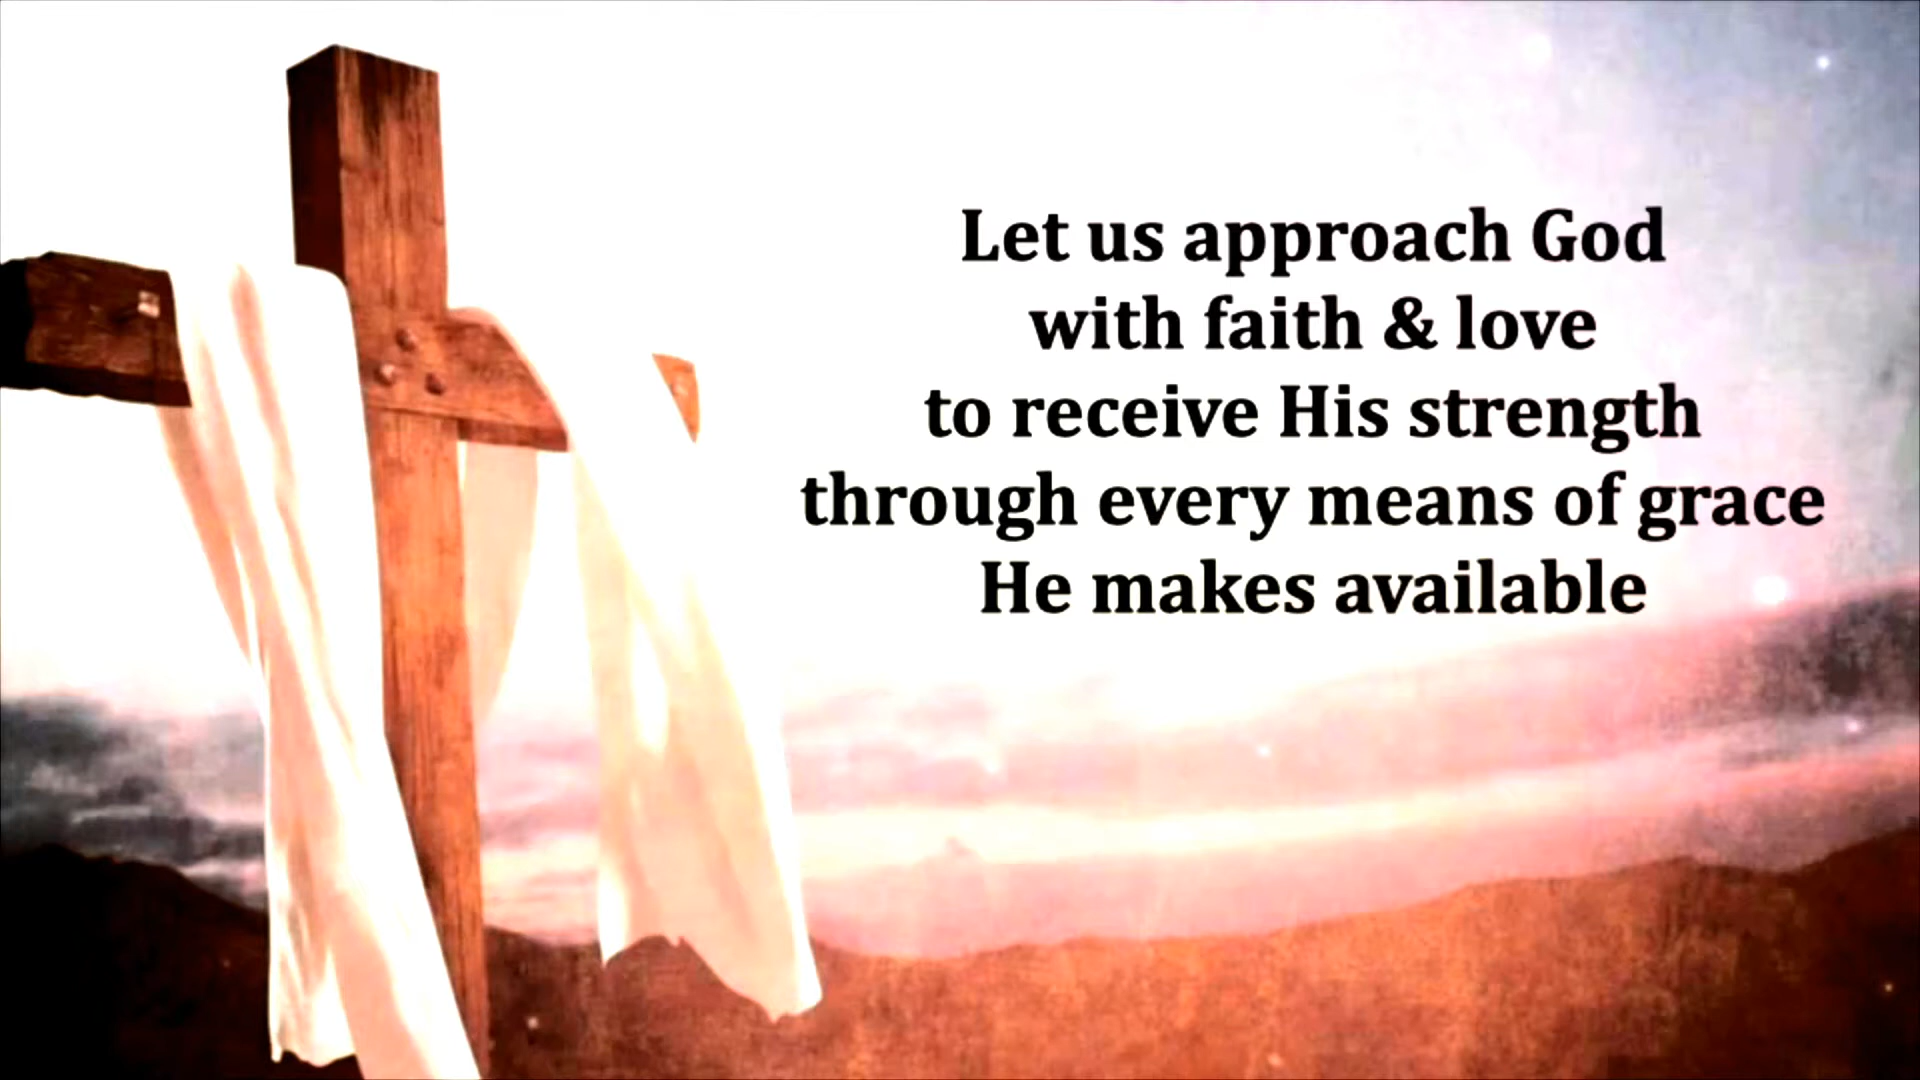 Let us approach God
with faith & love
to receive His strength
through every means of grace
He makes available